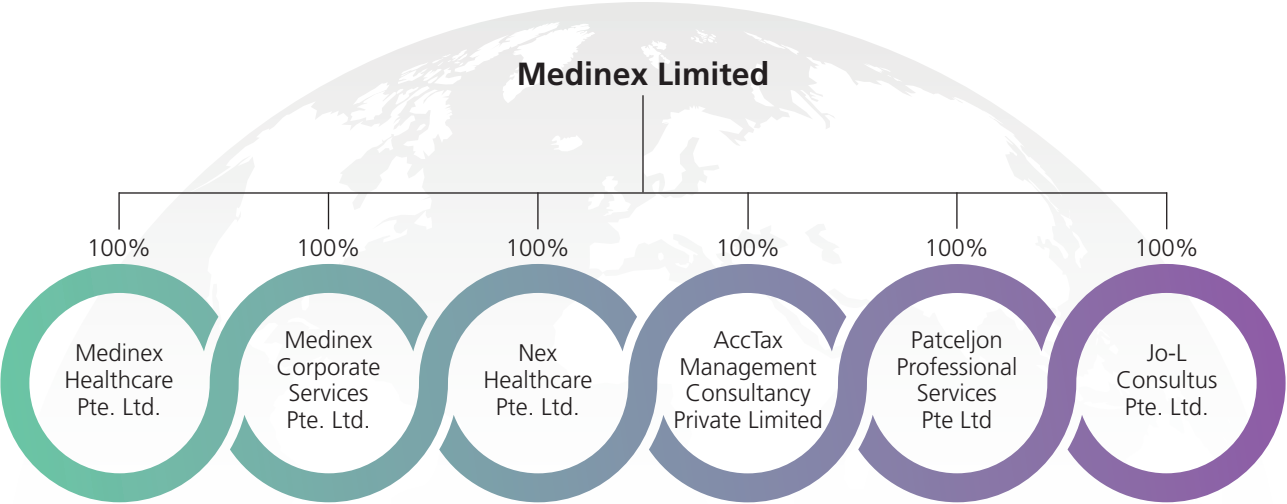 Medinex Limited
100%
100%
100%
100%
100%
100%
Medinex
Healthcare
Pte. Ltd.
Medinex
Corporate
Services
Pte. Ltd.
Nex
Healthcare
Pte. Ltd.
AccTax
Management
Consultancy
Private Limited
Patceljon
Professional
Services
Pte Ltd
Jo-L
Consultus
Pte. Ltd.